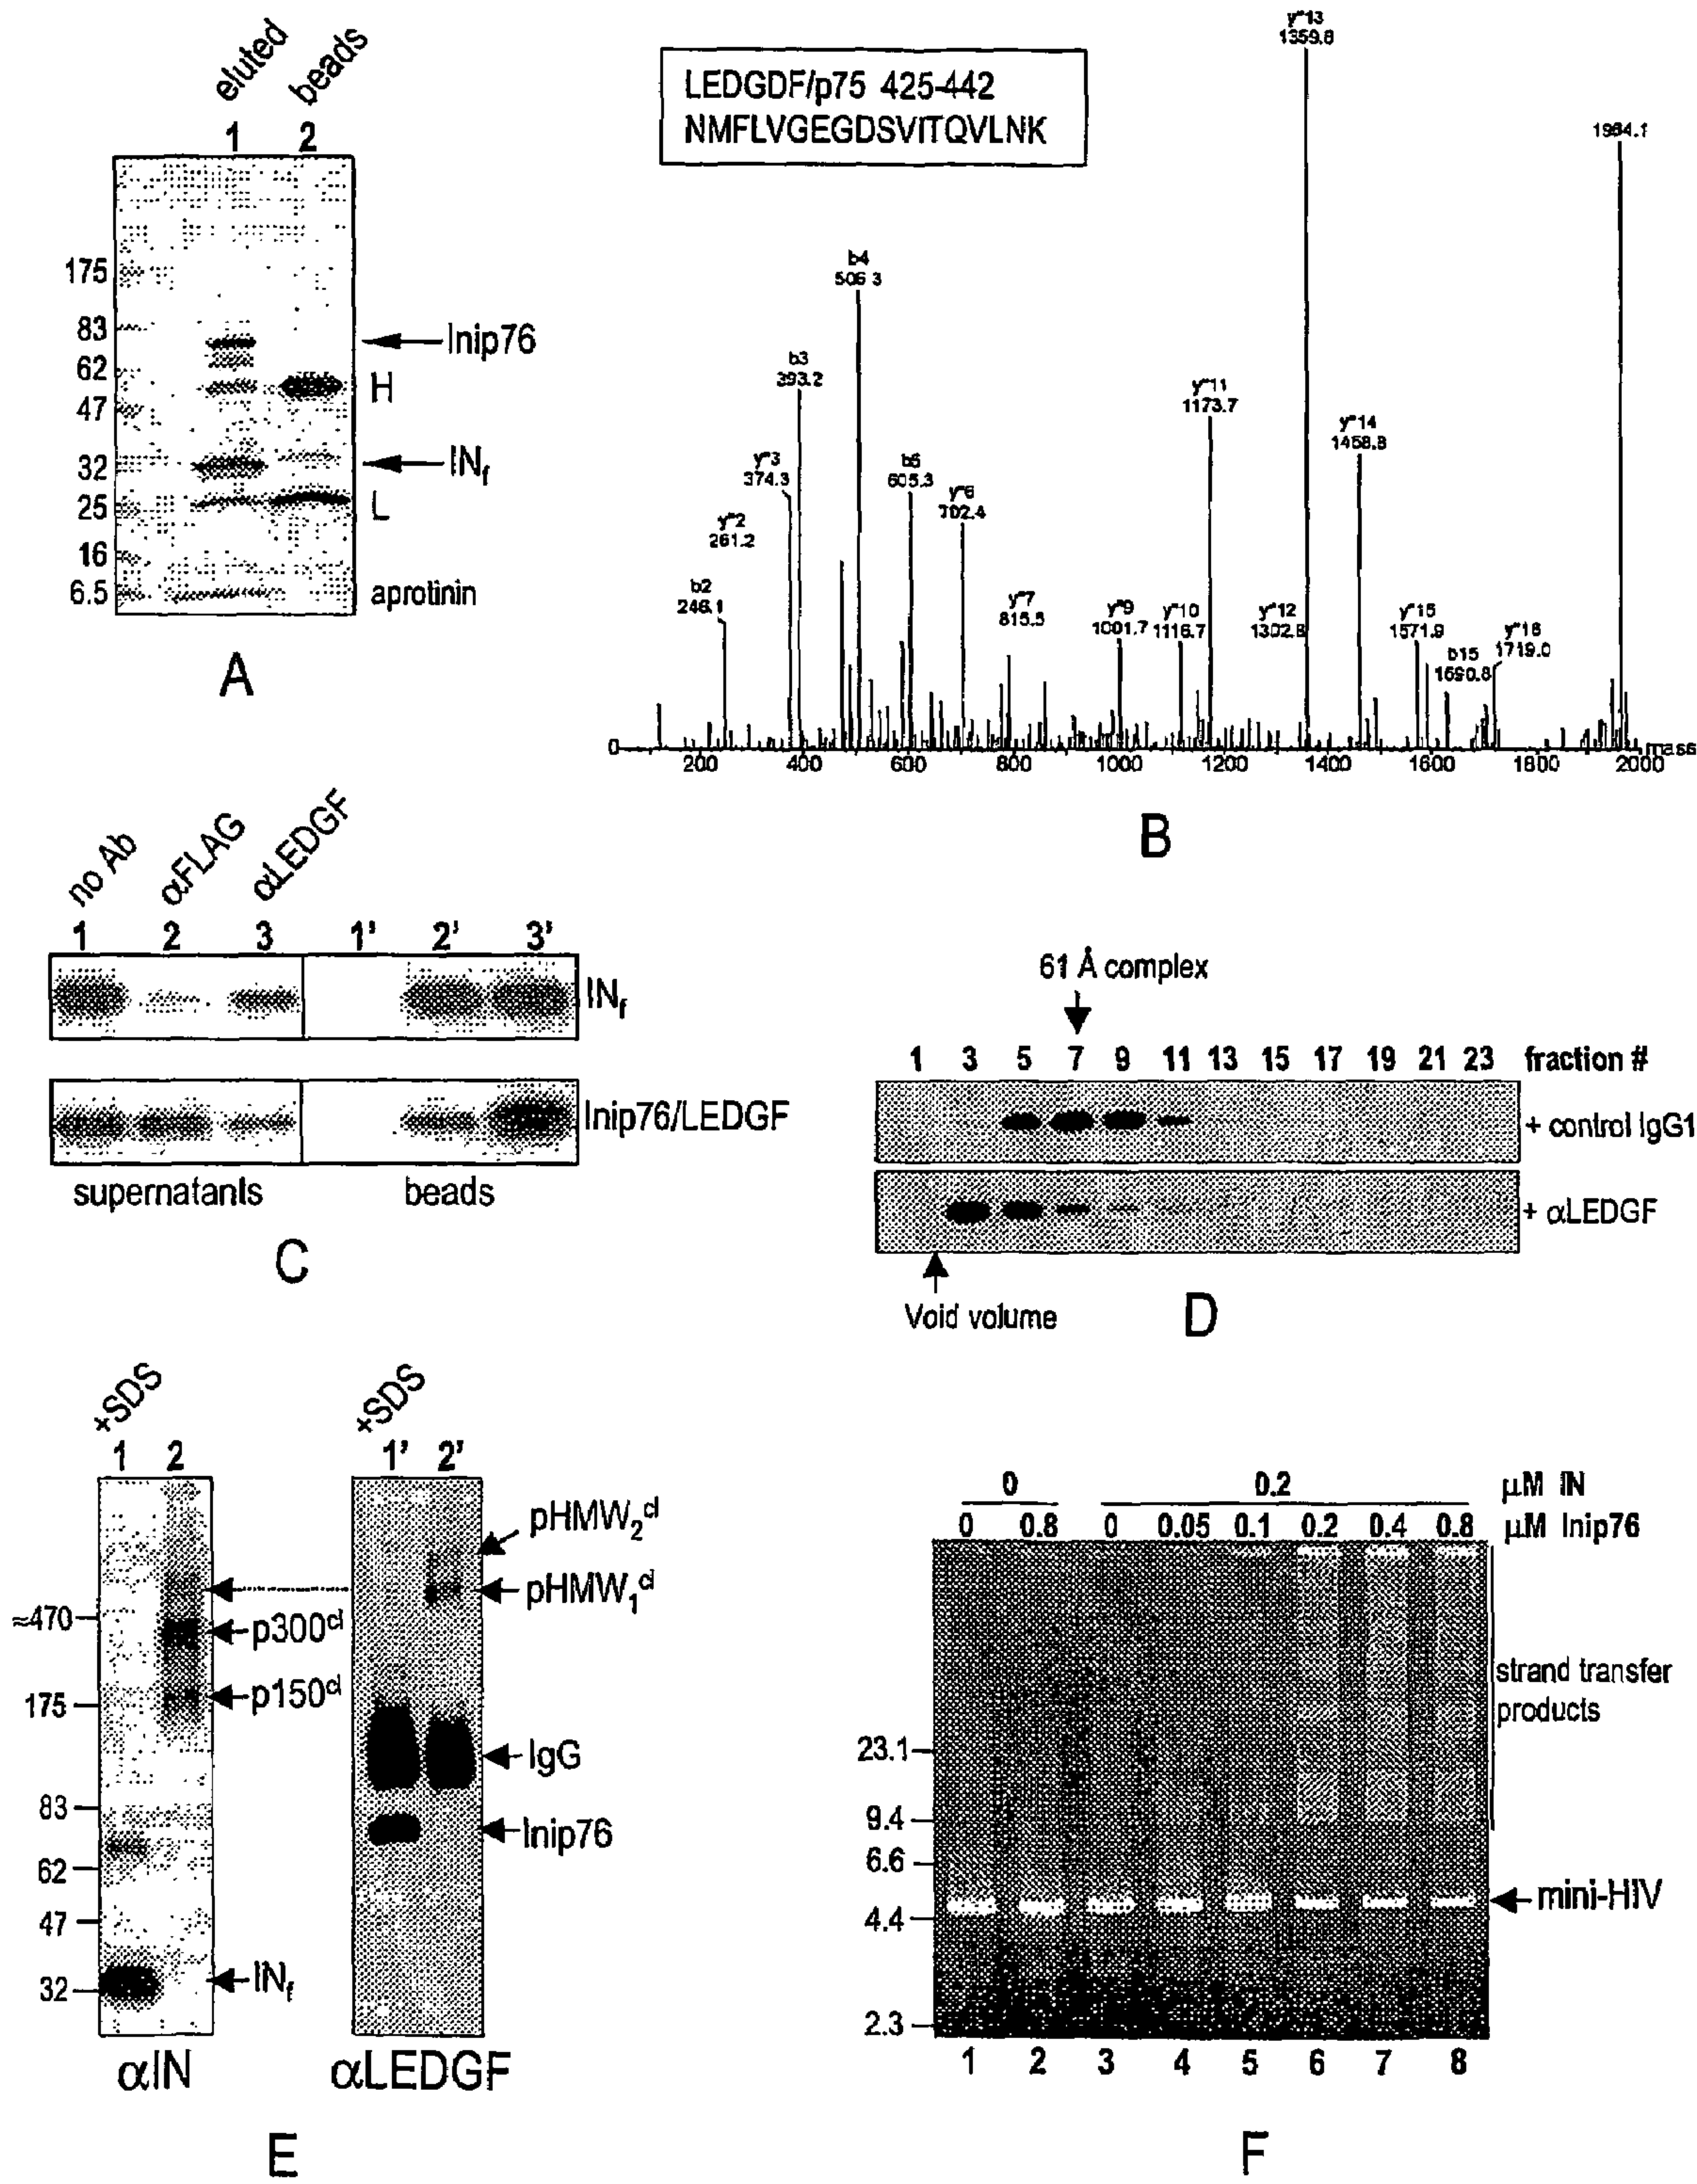 eluted
beads
1 2
175
83
62
47
32
25
16
6.5
Inip76
H
INf
L
aprotinin
A
LEDGDF/p75 425-442
NMFLVGEGDSVITQVLNK
b2
246.1
y"2
261.2
y"3
374.3
b3
393.2
b4
506.3
b5
605.3
y"6
702.4
y"7
815.5
y"9
1001.7
y"10
1116.7
y"11
1173.7
y"12
1302.8
y"13
1359.8
y"14
1458.8
y"15
1571.9
b15
1590.8
y"16
1719.0
0
200 400 600 800 1000 1200 1400 1600 1800 2000
mass
B
no Ab
αFLAG
αLEDGF
1 2 3 1' 2' 3'
INf
Inip76/LEDGF
supernatants beads
C
61 Å complex
1 3 5 7 9 11 13 15 17 19 21 23 fraction #
+ control IgG1
+ αLEDGF
Void volume
D
+SDS
1 2
+SDS
1' 2'
≈470
175
83
62
47
32
p300cl
p150cl
INf
pHMW2cl
pHMW1cl
IgG
Inip76
αIN
αLEDGF
E
0 0.2 μM IN
0 0.8 0 0.05 0.1 0.2 0.4 0.8 μM Inip76
23.1
9.4
6.6
4.4
2.3
strand transfer
products
mini-HIV
1 2 3 4 5 6 7 8
F